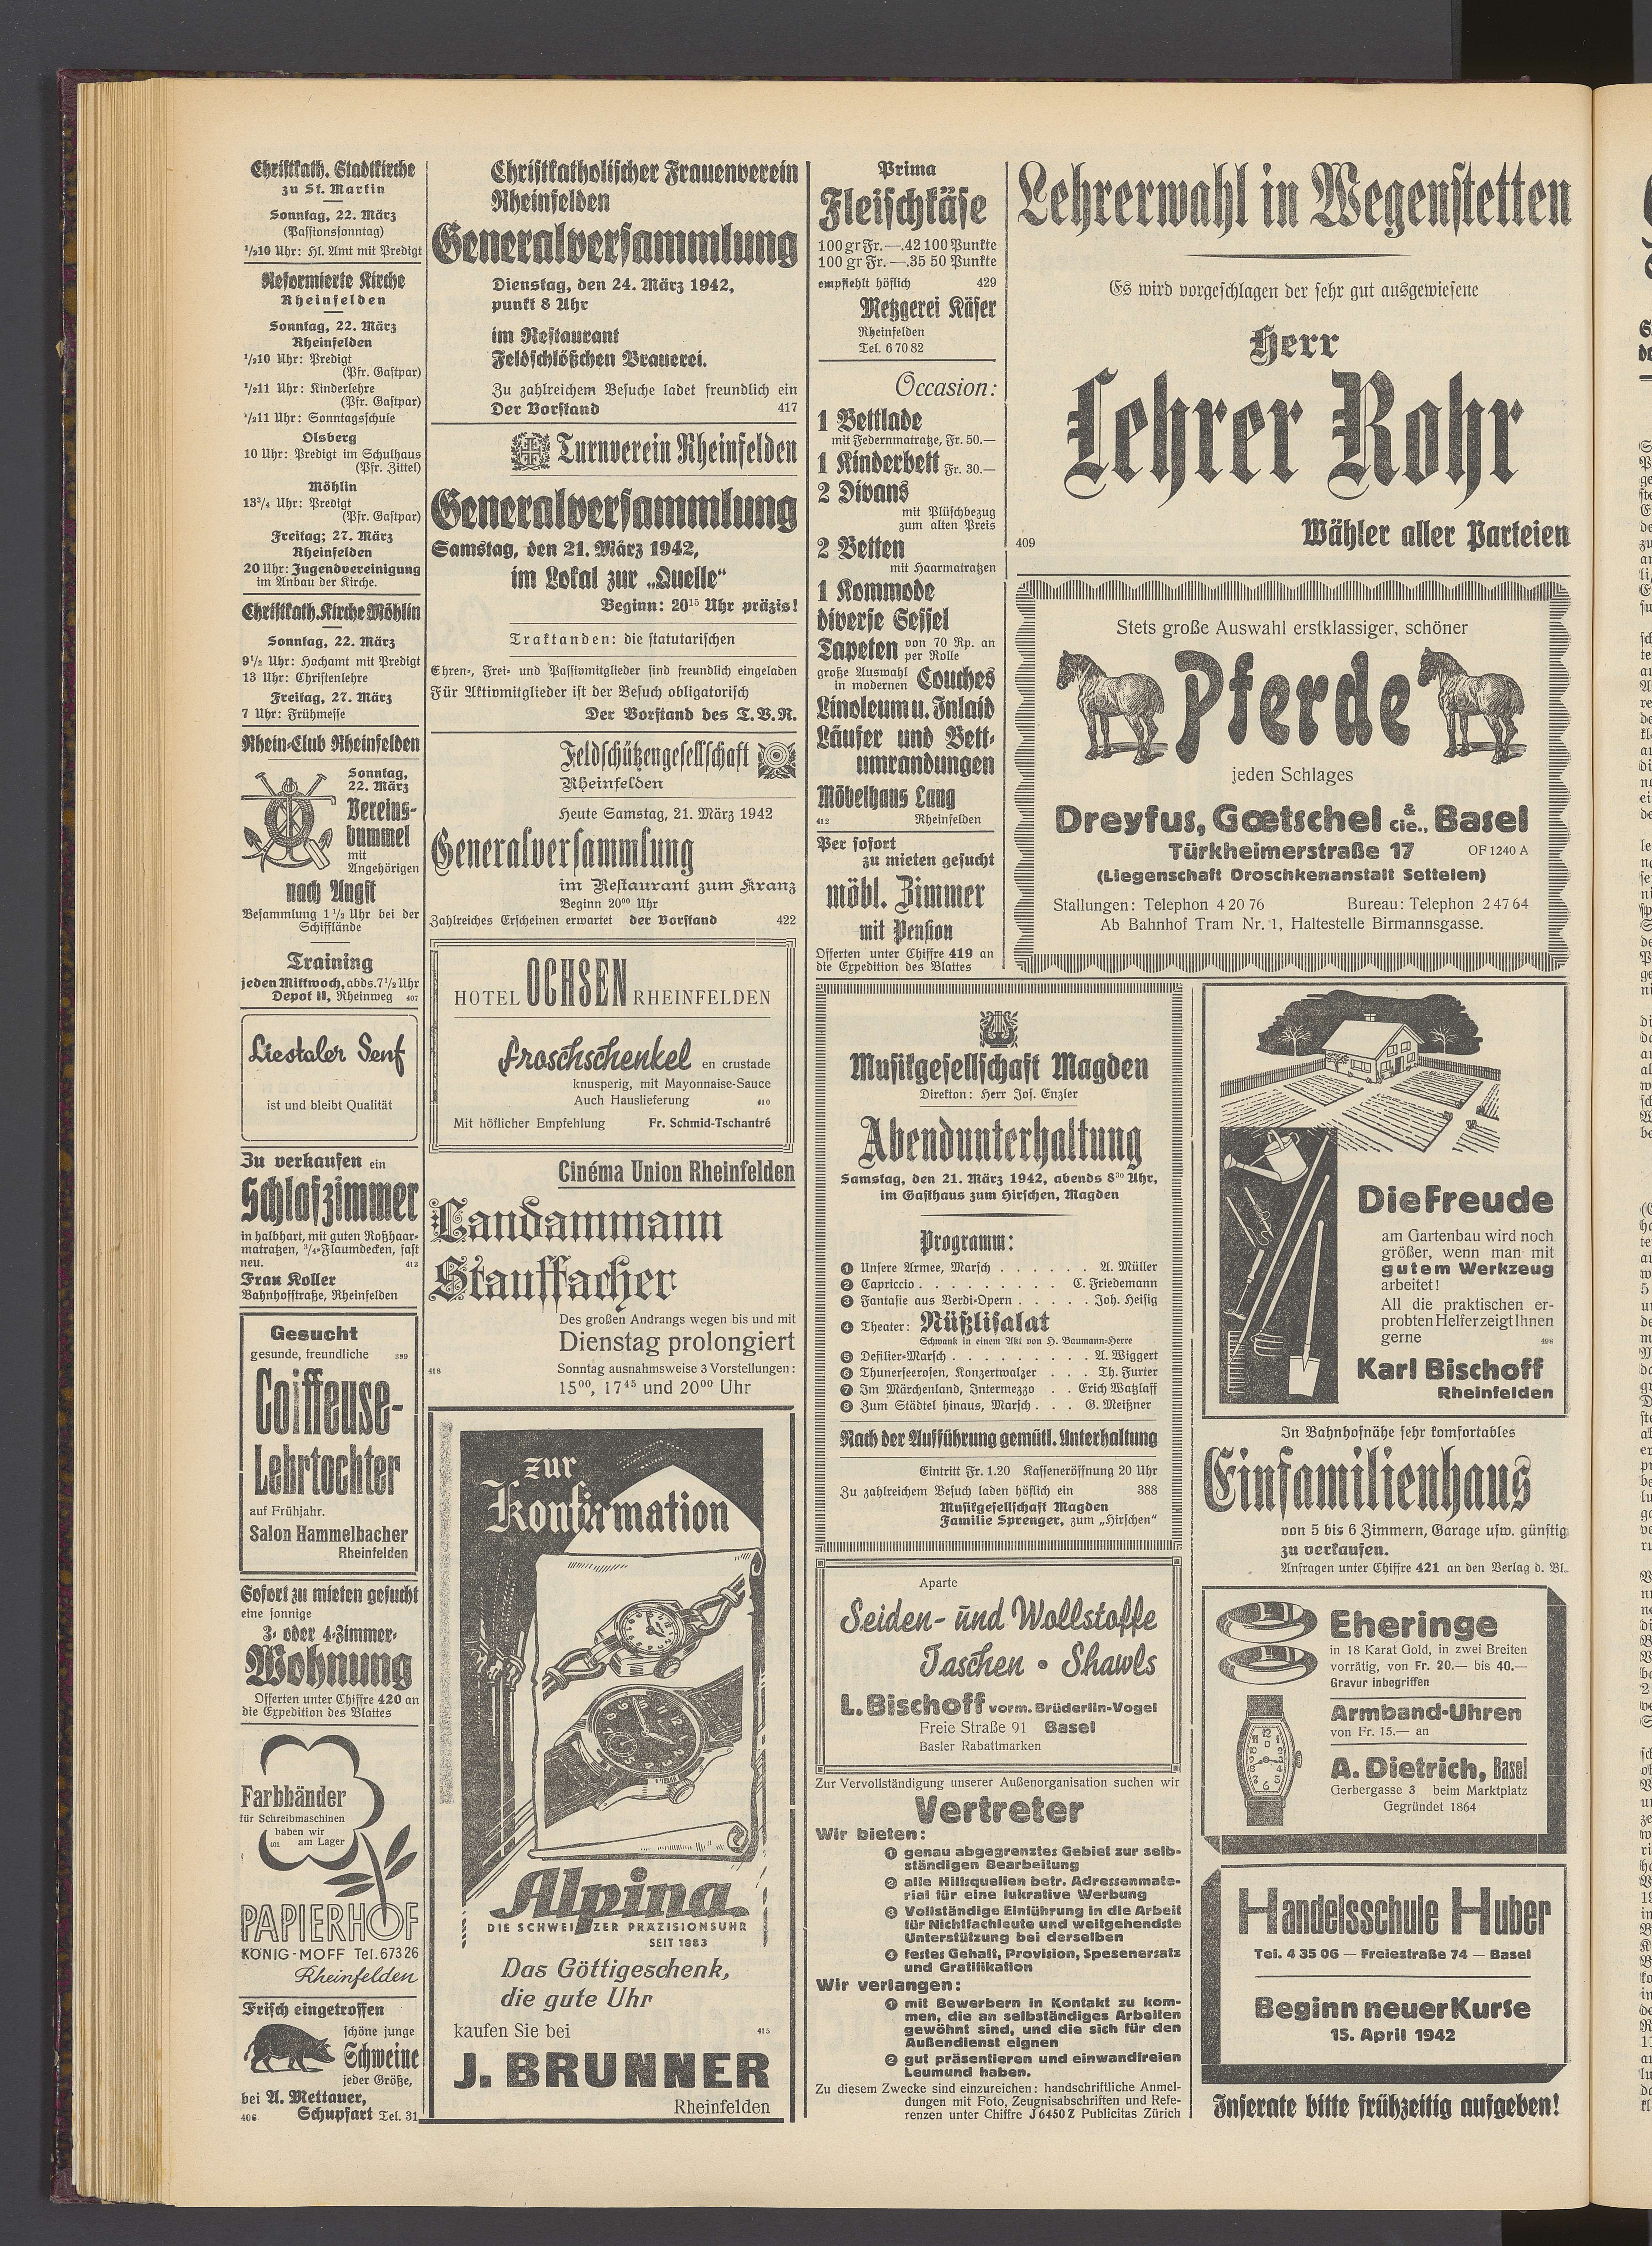 Christkath. Stadtkirche
zu St. Martin
Sonntag, 22. März
(Passionssonntag)
½10 Uhr: Hl. Amt mit Predigt
Reformierte Kirche
Rheinfelden
Sonntag, 22. März
Rheinfelden
½10 Uhr: Predigt
(Pfr. Gastpar)
½11 Uhr: Kinderlehre
(Pfr. Gastpar)
½11 Uhr: Sonntagsschule
Olsberg
10 Uhr: Predigt im Schulhaus
(Pfr. Zittel)
Möhlin
13¾ Uhr: Predigt
(Pfr. Gastpar)
Freitag; 27. März
Rheinfelden
20 Uhr: Jugendvereinigung
im Anbau der Kirche.
Christkath. Kirche Möhlin
Sonntag, 22. März
9½ Uhr: Hochamt mit Predigt
13 Uhr: Christenlehre
Freitag, 27. März
7 Uhr: Frühmesse
Rhein-Club Rheinfelden
Sonntag,
22. März
Vereins-
bummel
mit
Angehörigen
nach Augst
Besammlung 1½ Uhr bei der
Schifflände
Training
jeden Mittwoch, abds. 7½ Uhr
Depot II, Rheinweg 407
Liestaler Senf
ist und bleibt Qualität
Zu verkaufen ein
Schlafzimmer
in halbhart, mit guten Roßhaar-
matratzen, ¾-Flaumdecken, fast
neu. 413
Frau Koller
Bahnhofstraße, Rheinfelden
Gesucht
gesunde, freundliche 399
Coiffeuse-
Lehrtochter
auf Frühjahr.
Salon Hammelbacher
Rheinfelden
Sofort zu mieten gesucht
eine sonnige
3- oder 4-Zimmer-
Wohnung
Offerten unter Chiffre 420 an
die Expedition des Blattes
Farbbänder
für Schreibmaschinen
haben wir
401 am Lager
PAPIERHOF
KÖNIG-MOFF Tel. 67326
Rheinfelden
Frisch eingetroffen
schöne junge
Schweine
jeder Größe,
bei A. Mettauer,
406 Schupfart Tel. 31
Christkatholischer Frauenverein
Rheinfelden
Generalversammlung
Dienstag, den 24. März 1942,
punkt 8 Uhr
im Restaurant
Feldschlößchen Brauerei.
Zu zahlreichem Besuche ladet freundlich ein
Der Vorstand 417
Turnverein Rheinfelden
Generalversammlung
Samstag, den 21. März 1942,
im Lokal zur „Quelle“
Beginn: 20¹⁵ Uhr präzis!
Traktanden: die statutarischen
Ehren-, Frei- und Passivmitglieder sind freundlich eingeladen
Für Aktivmitglieder ist der Besuch obligatorisch
Der Vorstand des T.V.R.
Feldschützengesellschaft
Rheinfelden
Heute Samstag, 21. März 1942
Generalversammlung
im Restaurant zum Kranz
Beginn 20⁰⁰ Uhr
Zahlreiches Erscheinen erwartet der Vorstand 422
HOTEL OCHSEN RHEINFELDEN
Froschschenkel en crustade
knusperig, mit Mayonnaise-Sauce
Auch Hauslieferung 410
Mit höflicher Empfehlung Fr. Schmid-Tschantré
Cinéma Union Rheinfelden
Landammann
Stauffacher
Des großen Andrangs wegen bis und mit
Dienstag prolongiert
418 Sonntag ausnahmsweise 3 Vorstellungen:
15⁰⁰, 17⁴⁵ und 20⁰⁰ Uhr
zur
Konfirmation
Alpina
DIE SCHWEIZER PRÄZISIONSUHR
SEIT 1883
Das Göttigeschenk,
die gute Uhr
kaufen Sie bei 415
J. BRUNNER
Rheinfelden
Prima
Fleischkäse
100 gr Fr. —.42 100 Punkte
100 gr Fr. —.35 50 Punkte
empfiehlt höflich 429
Metzgerei Käser
Rheinfelden
Tel. 6 70 82
Occasion:
1 Bettlade
mit Federnmatratze, Fr. 50.—
1 Kinderbett Fr. 30.—
2 Divans
mit Plüschbezug
zum alten Preis
2 Betten
mit Haarmatratzen
1 Kommode
diverse Sessel
Tapeten von 70 Rp. an
per Rolle
große Auswahl
in modernen Couches
Linoleum u. Inlaid
Läufer und Bett-
umrandungen
Möbelhaus Lang
412 Rheinfelden
Per sofort
zu mieten gesucht
möbl. Zimmer
mit Pension
Offerten unter Chiffre 419 an
die Expedition des Blattes
Lehrerwahl in Wegenstetten
Es wird vorgeschlagen der sehr gut ausgewiesene
Herr
Lehrer Rohr
409 Wähler aller Parteien
Stets große Auswahl erstklassiger, schöner
Pferde
jeden Schlages
Dreyfus, Gœtschel & cie., Basel
Türkheimerstraße 17 OF 1240 A
(Liegenschaft Droschkenanstalt Settelen)
Stallungen: Telephon 4 20 76 Bureau: Telephon 2 47 64
Ab Bahnhof Tram Nr. 1, Haltestelle Birmannsgasse.
Musikgesellschaft Magden
Direkton: Herr Jos. Enzler
Abendunterhaltung
Samstag, den 21. März 1942, abends 8³⁰ Uhr,
im Gasthaus zum Hirschen, Magden
Programm:
1 Unsere Armee, Marsch . . . . . . A. Müller
2 Capriccio . . . . . . . . . C. Friedemann
3 Fantasie aus Verdi-Opern . . . . . Joh. Heisig
4 Theater: Nüßlisalat
Schwank in einem Akt von H. Baumann-Herre
5 Defilier-Marsch . . . . . . . . . A. Wiggert
6 Thunerseerosen, Konzertwalzer . . . Th. Furter
7 Im Märchenland, Intermezzo . . Erich Watzlaff
8 Zum Städtel hinaus, Marsch . . . G. Meißner
Nach der Aufführung gemütl. Unterhaltung
Eintritt Fr. 1.20 Kasseneröffnung 20 Uhr
Zu zahlreichem Besuch laden höflich ein 388
Musikgesellschaft Magden
Familie Sprenger, zum „Hirschen“
Aparte
Seiden- und Wollstoffe
Taschen • Shawls
L. Bischoff vorm. Brüderlin-Vogel
Freie Straße 91 Basel
Basler Rabattmarken
Zur Vervollständigung unserer Außenorganisation suchen wir
Vertreter
Wir bieten:
1 genau abgegrenztes Gebiet zur selb-
ständigen Bearbeitung
2 alle Hilfsquellen betr. Adressenmate-
rial für eine lukrative Werbung
3 Vollständige Einführung in die Arbeit
für Nichtfachleute und weitgehendste
Unterstützung bei derselben
4 festes Gehalt, Provision, Spesenersatz
und Gratifikation
Wir verlangen:
1 mit Bewerbern in Kontakt zu kom-
men, die an selbständiges Arbeiten
gewöhnt sind, und die sich für den
Außendienst eignen
2 gut präsentieren und einwandfreien
Leumund haben.
Zu diesem Zwecke sind einzureichen: handschriftliche Anmel-
dungen mit Foto, Zeugnisabschriften und Refe-
renzen unter Chiffre J 6450 Z Publicitas Zürich
Die Freude
am Gartenbau wird noch
größer, wenn man mit
gutem Werkzeug
arbeitet!
All die praktischen er-
probten Helfer zeigt Ihnen
gerne 408
Karl Bischoff
Rheinfelden
In Bahnhofnähe sehr komfortables
Einfamilienhaus
von 5 bis 6 Zimmern, Garage usw. günstig
zu verkaufen.
Anfragen unter Chiffre 421 an den Verlag d. Bl.
Eheringe
in 18 Karat Gold, in zwei Breiten
vorrätig, von Fr. 20.— bis 40.—
Gravur inbegriffen
Armband-Uhren
von Fr. 15.— an
A. Dietrich, Basel
Gerbergasse 3 beim Marktplatz
Gegründet 1864
Handelsschule Huber
Tel. 4 35 06 — Freiestraße 74 — Basel
Beginn neuer Kurse
15. April 1942
Inserate bitte frühzeitig aufgeben!